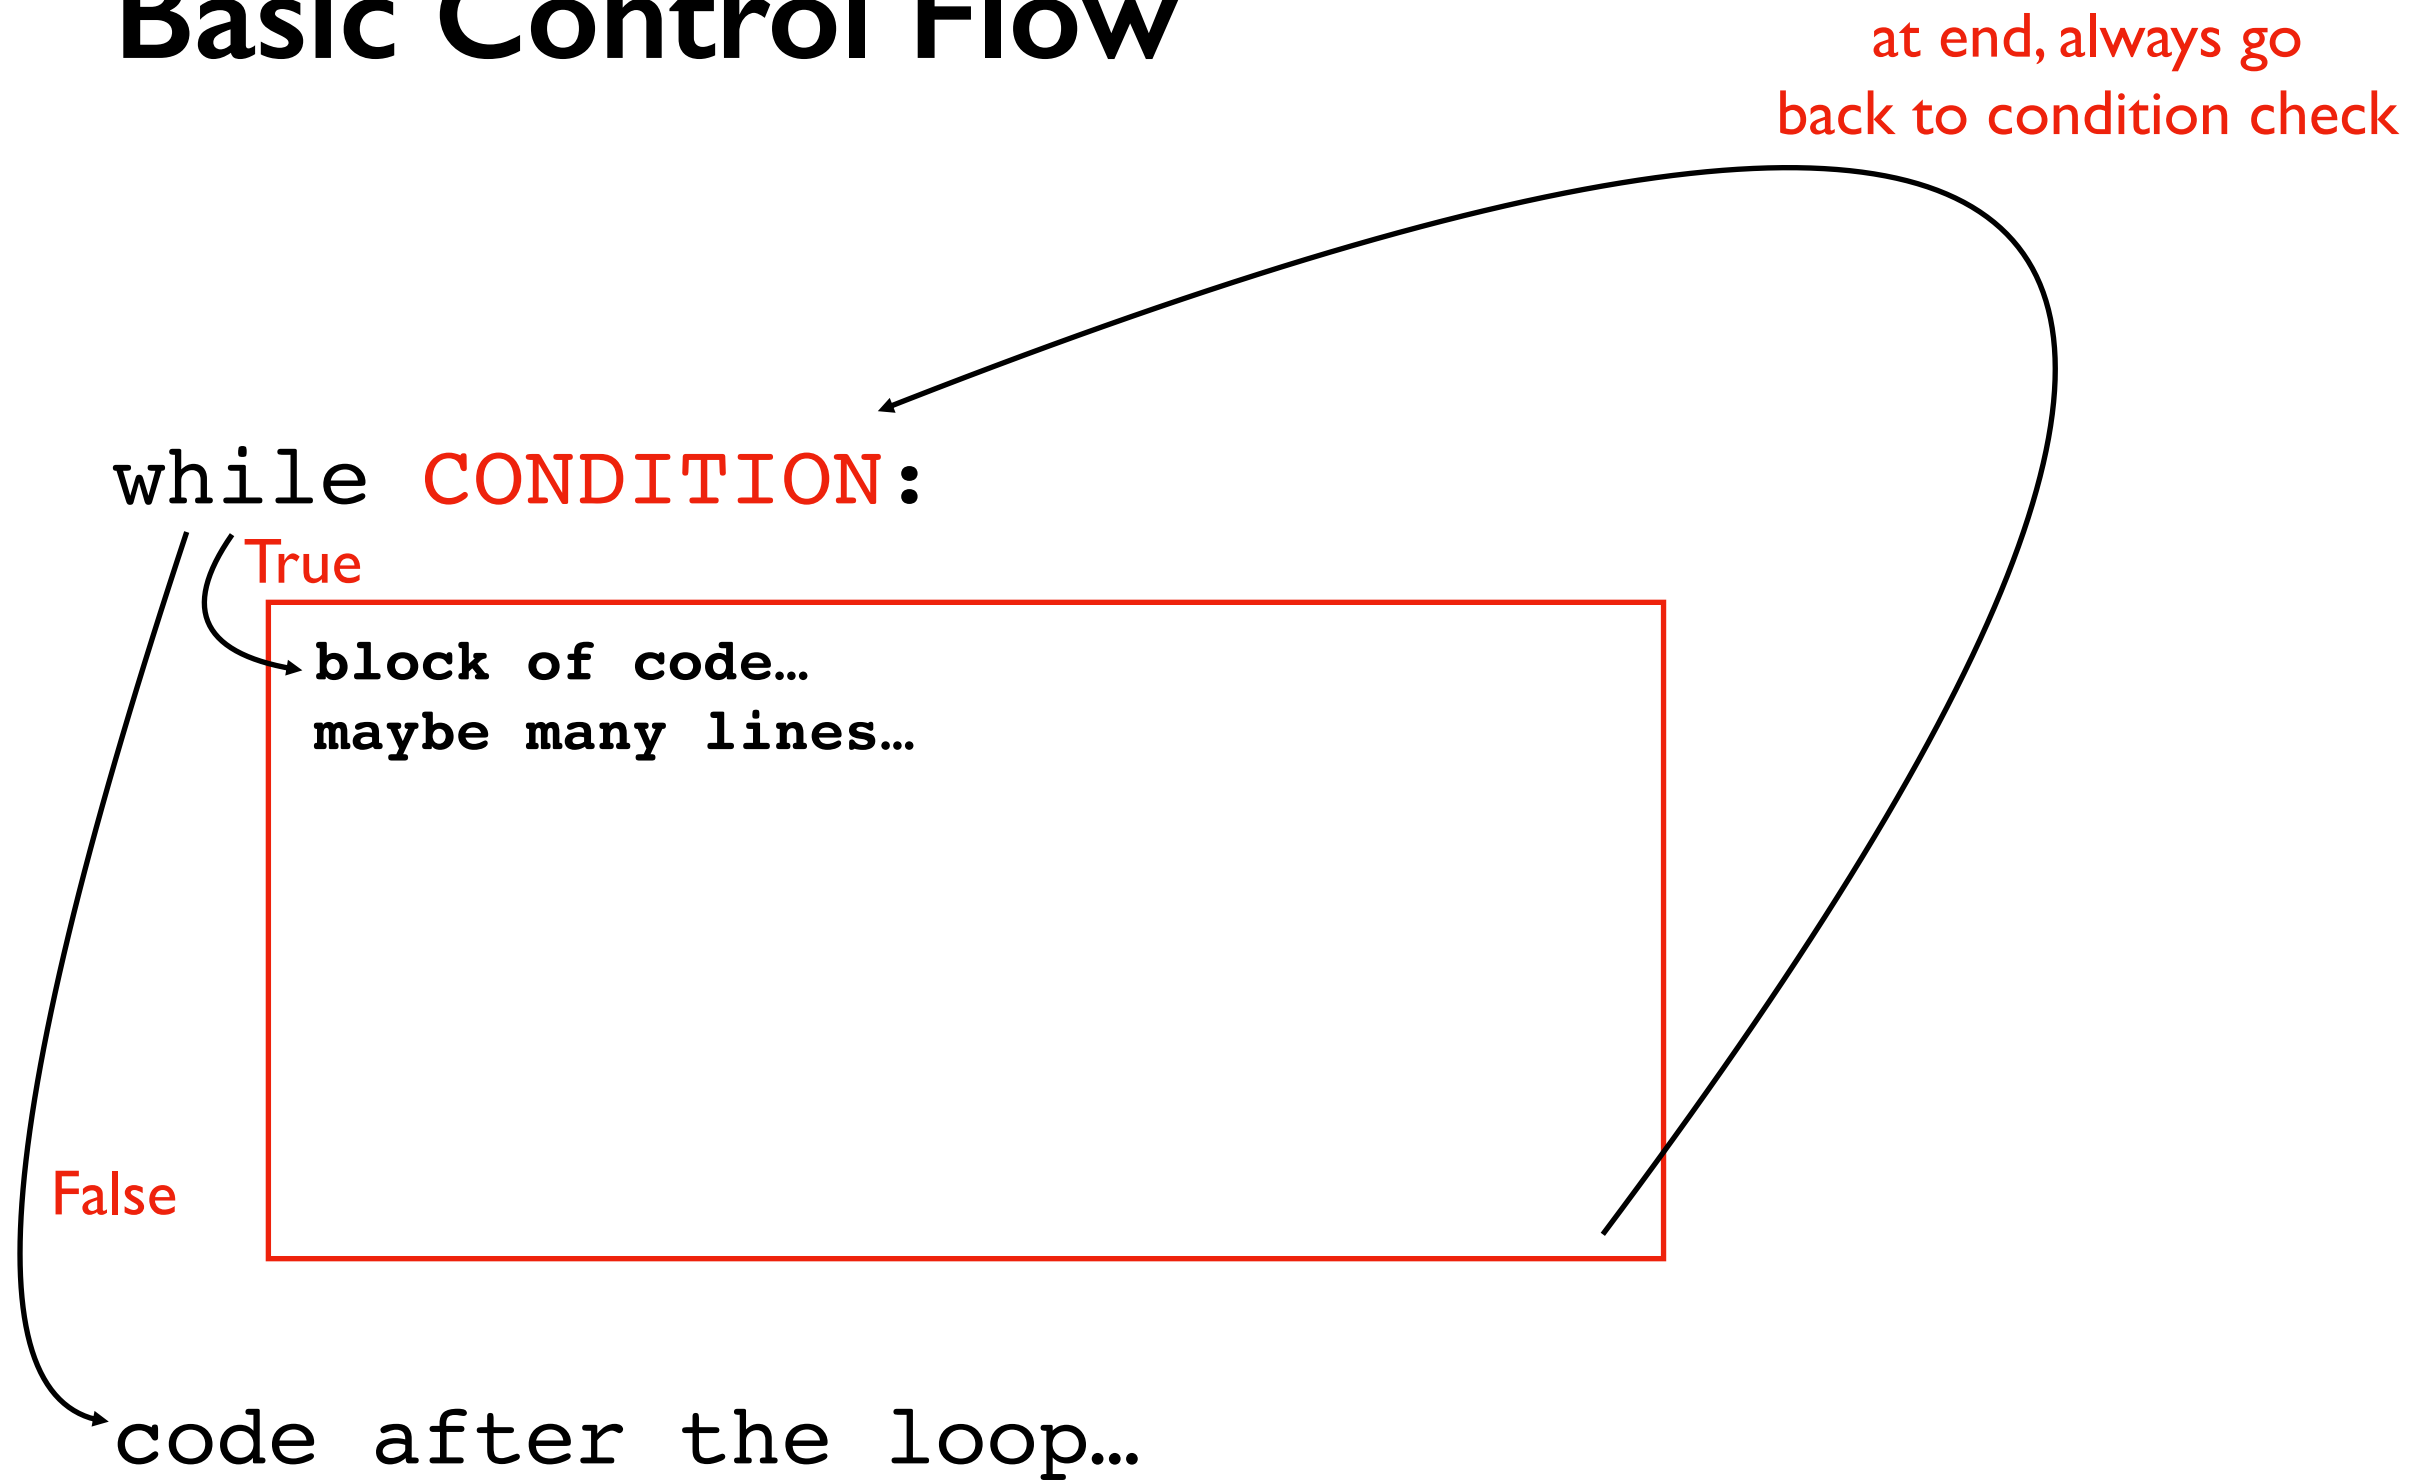 Basic Control Flow
at end, always go
back to condition check
while CONDITION:
True
block of code…
maybe many lines…
False
code after the loop…